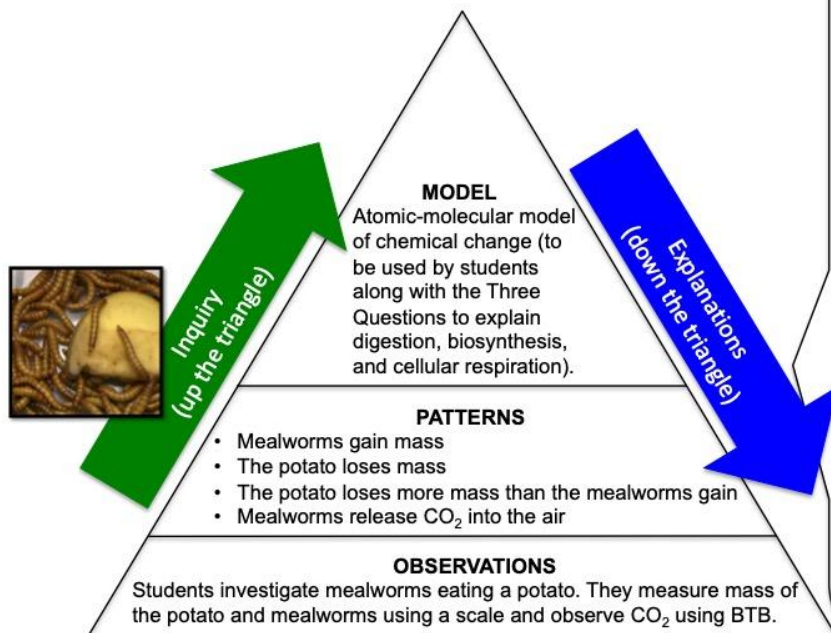 MODEL
Atomic-molecular model
of chemical change (to
be used by students
along with the Three
Questions to explain
digestion, biosynthesis,
and cellular respiration).
Inquiry
(up the triangle)
Explanations
(down the triangle)
PATTERNS
• Mealworms gain mass
• The potato loses mass
• The potato loses more mass than the mealworms gain
• Mealworms release CO₂ into the air
OBSERVATIONS
Students investigate mealworms eating a potato. They measure mass of
the potato and mealworms using a scale and observe CO₂ using BTB.